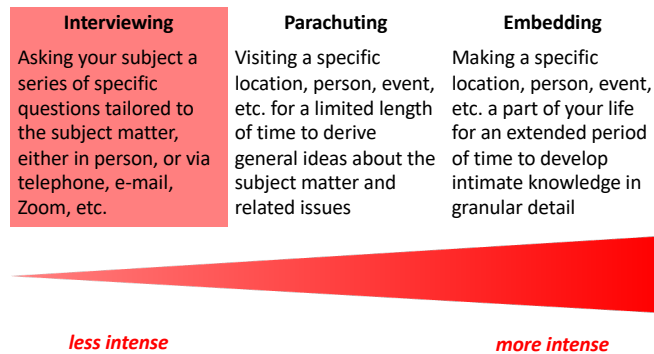 Interviewing
Asking your subject a
series of specific
questions tailored to
the subject matter,
either in person, or via
telephone, e-mail,
Zoom, etc.
Parachuting
Visiting a specific
location, person, event,
etc. for a limited length
of time to derive
general ideas about the
subject matter and
related issues
Embedding
Making a specific
location, person, event,
etc. a part of your life
for an extended period
of time to develop
intimate knowledge in
granular detail
less intense
more intense